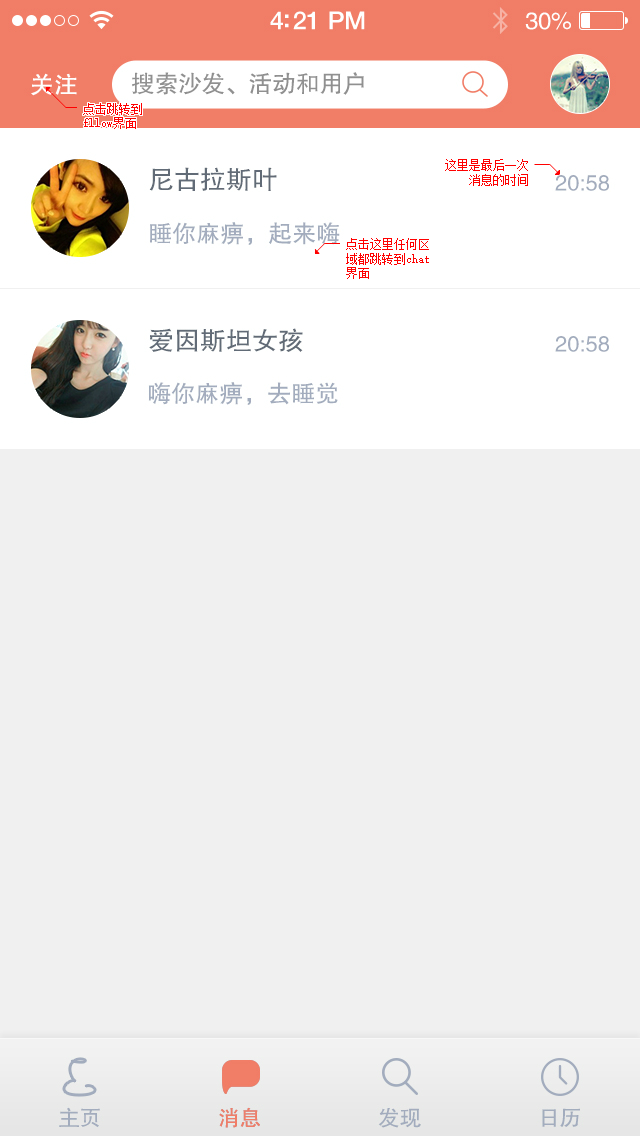 4:21 PM
30%
关注
搜索沙发、活动和用户
点击跳转到
fllow界面
尼古拉斯叶
这里是最后一次
消息的时间
20:58
睡你麻痹，起来嗨
点击这里任何区
域都跳转到chat
界面
爱因斯坦女孩
20:58
嗨你麻痹，去睡觉
主页
消息
发现
日历